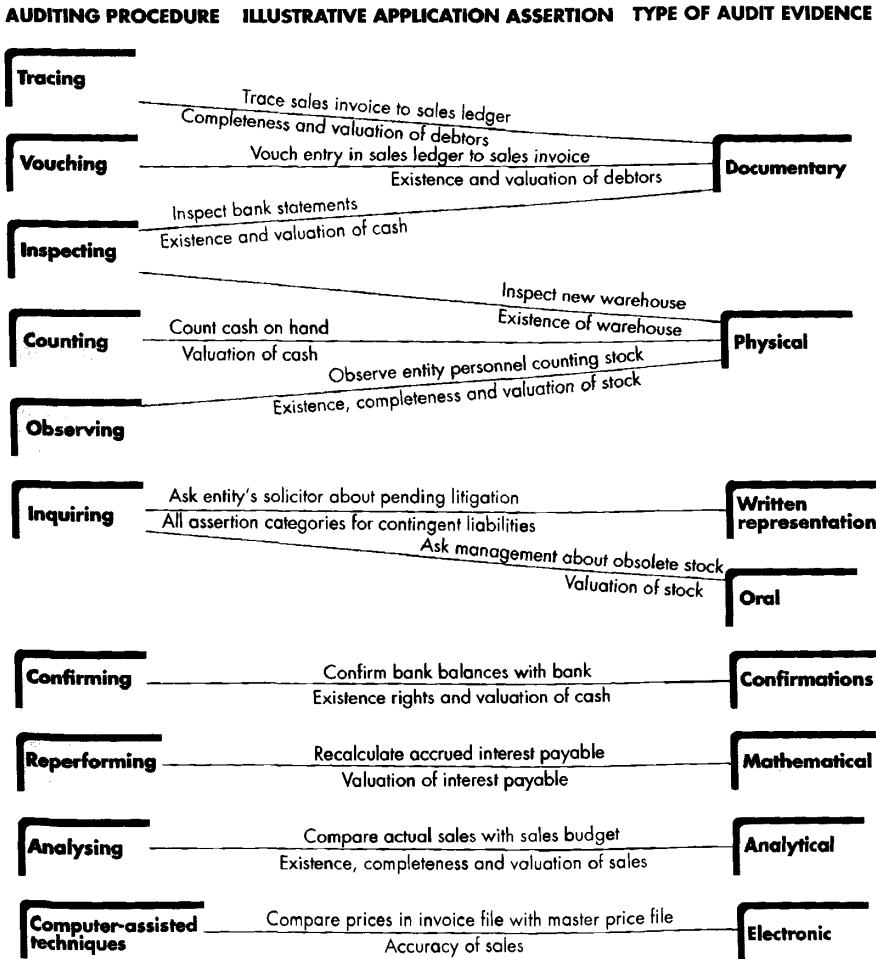 AUDITING PROCEDURE ILLUSTRATIVE APPLICATION ASSERTION TYPE OF AUDIT EVIDENCE
Tracing
Trace sales invoice to sales ledger
Completeness and valuation of debtors
Vouching
Vouch entry in sales ledger to sales invoice
Existence and valuation of debtors
Documentary
Inspecting
Inspect bank statements
Existence and valuation of cash
Inspect new warehouse
Existence of warehouse
Counting
Count cash on hand
Valuation of cash
Physical
Observe entity personnel counting stock
Existence, completeness and valuation of stock
Observing
Inquiring
Ask entity's solicitor about pending litigation
All assertion categories for contingent liabilities
Written
representation
Ask management about obsolete stock
Valuation of stock
Oral
Confirming
Confirm bank balances with bank
Existence rights and valuation of cash
Confirmations
Reperforming
Recalculate accrued interest payable
Valuation of interest payable
Mathematical
Analysing
Compare actual sales with sales budget
Existence, completeness and valuation of sales
Analytical
Computer-assisted
techniques
Compare prices in invoice file with master price file
Accuracy of sales
Electronic